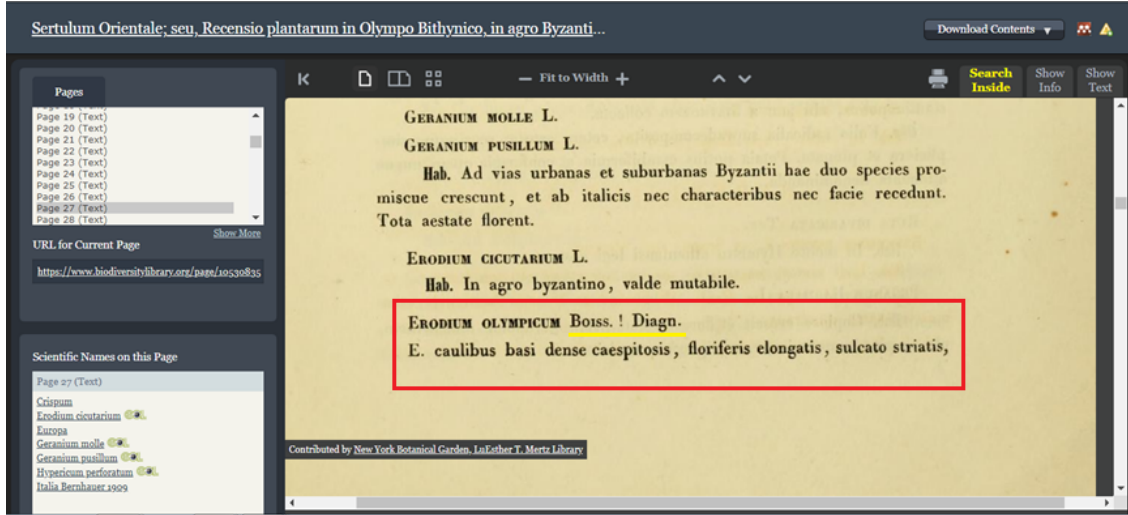 Sertulum Orientale; seu, Recensio plantarum in Olympo Bithynico, in agro Byzanti...
Download Contents
Pages
Page 19 (Text)
Page 20 (Text)
Page 21 (Text)
Page 22 (Text)
Page 23 (Text)
Page 24 (Text)
Page 25 (Text)
Page 26 (Text)
Page 27 (Text)
Page 28 (Text)
Show More
URL for Current Page
https://www.biodiversitylibrary.org/page/10530835
Scientific Names on this Page
Page 27 (Text)
Crispum
Erodium cicutarium
Europa
Geranium molle
Geranium pusillum
Hypericum perforatum
Italia Bernhauer 1909
Fit to Width
Search Inside
Show Info
Show Text
GERANIUM MOLLE L.
GERANIUM PUSILLUM L.
Hab. Ad vias urbanas et suburbanas Byzantii hae duo species pro-
miscue crescunt, et ab italicis nec characteribus nec facie recedunt.
Tota aestate florent.
ERODIUM CICUTARIUM L.
Hab. In agro byzantino, valde mutabile.
ERODIUM OLYMPICUM BOISS. ! Diagn.
E. caulibus basi dense caespitosis, floriferis elongatis, sulcato striatis,
Contributed by New York Botanical Garden, LuEsther T. Mertz Library